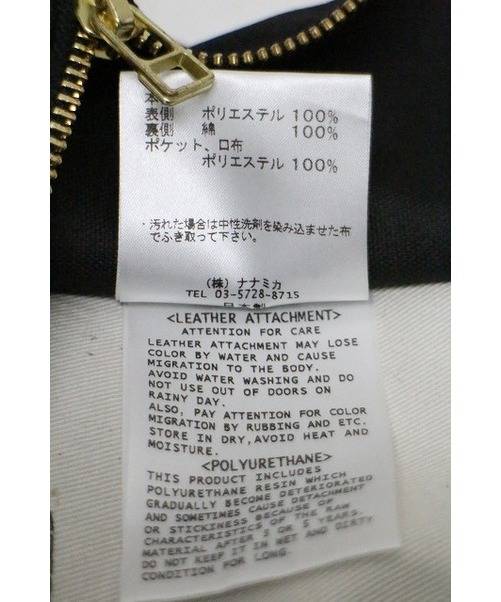 本
表側 ポリエステル 100%
裏側 綿 100%
ポケット、口布
ポリエステル 100%
・汚れた場合は中性洗剤を染み込ませた布
でふき取って下さい。
(株) ナナミカ
TEL 03-5728-8715
日本製
<LEATHER ATTACHMENT>
ATTENTION FOR CARE
LEATHER ATTACHMENT MAY LOSE
COLOR BY WATER AND CAUSE
MIGRATION TO THE BODY.
AVOID WATER WASHING AND DO
NOT USE OUT OF DOORS ON
RAINY DAY.
ALSO, PAY ATTENTION FOR COLOR
MIGRATION BY RUBBING AND ETC.
STORE IN DRY,AVOID HEAT AND
MOISTURE.
<POLYURETHANE>
THIS PRODUCT INCLUDES
POLYURETHANE RESIN WHICH
GRADUALLY BECOME DETERIORATED
AND SOMETIMES CAUSE DETACHMENT
OR STICKINESS BECAUSE OF
CHARACTERISTICS OF THE RAW
MATERIAL AFTER 2 OR 5 YEARS.
DO NOT KEEP IT IN WET AND DIRTY
CONDITION FOR LONG.